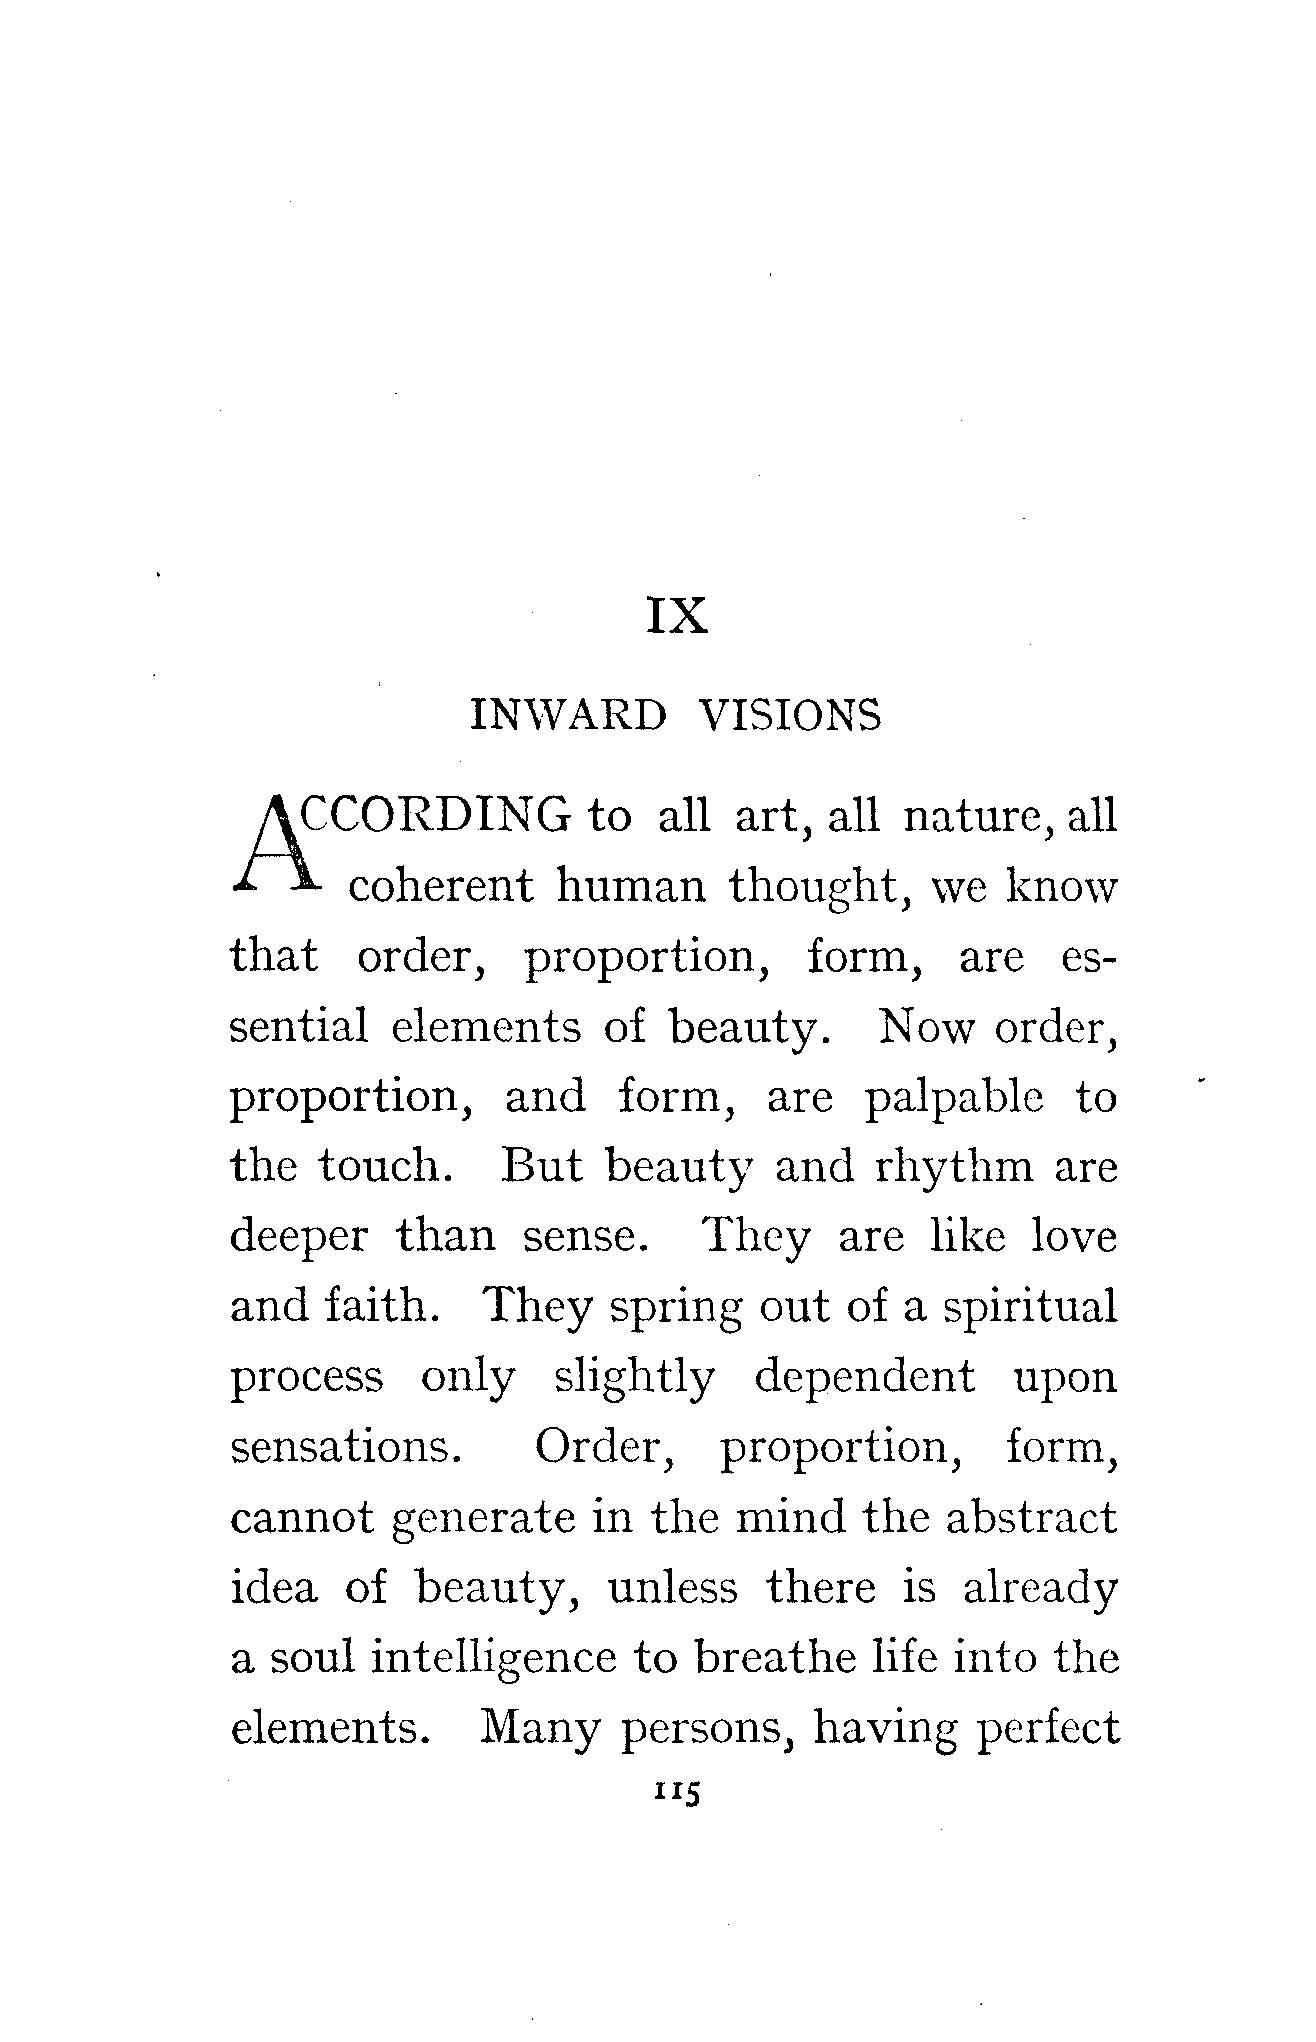 IX
INWARD VISIONS
ACCORDING to all art, all nature, all
coherent human thought, we know
that order, proportion, form, are es-
sential elements of beauty. Now order,
proportion, and form, are palpable to
the touch. But beauty and rhythm are
deeper than sense. They are like love
and faith. They spring out of a spiritual
process only slightly dependent upon
sensations. Order, proportion, form,
cannot generate in the mind the abstract
idea of beauty, unless there is already
a soul intelligence to breathe life into the
elements. Many persons, having perfect
115